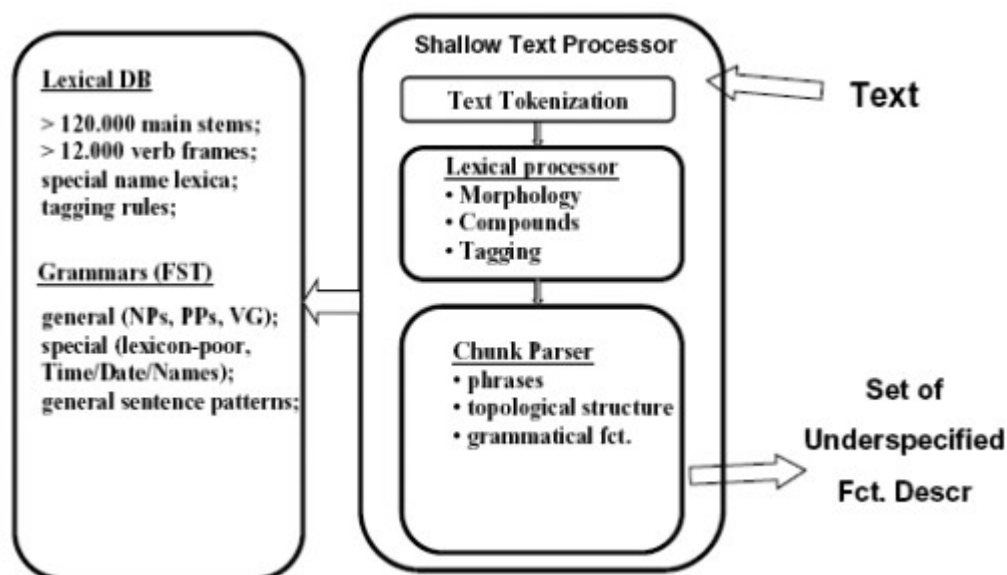 Lexical DB
> 120.000 main stems;
> 12.000 verb frames;
special name lexica;
tagging rules;
Grammars (FST)
general (NPs, PPs, VG);
special (lexicon-poor,
Time/Date/Names);
general sentence patterns;
Shallow Text Processor
Text Tokenization
Lexical processor
• Morphology
• Compounds
• Tagging
Chunk Parser
• phrases
• topological structure
• grammatical fct.
Text
Set of
Underspecified
Fct. Descr